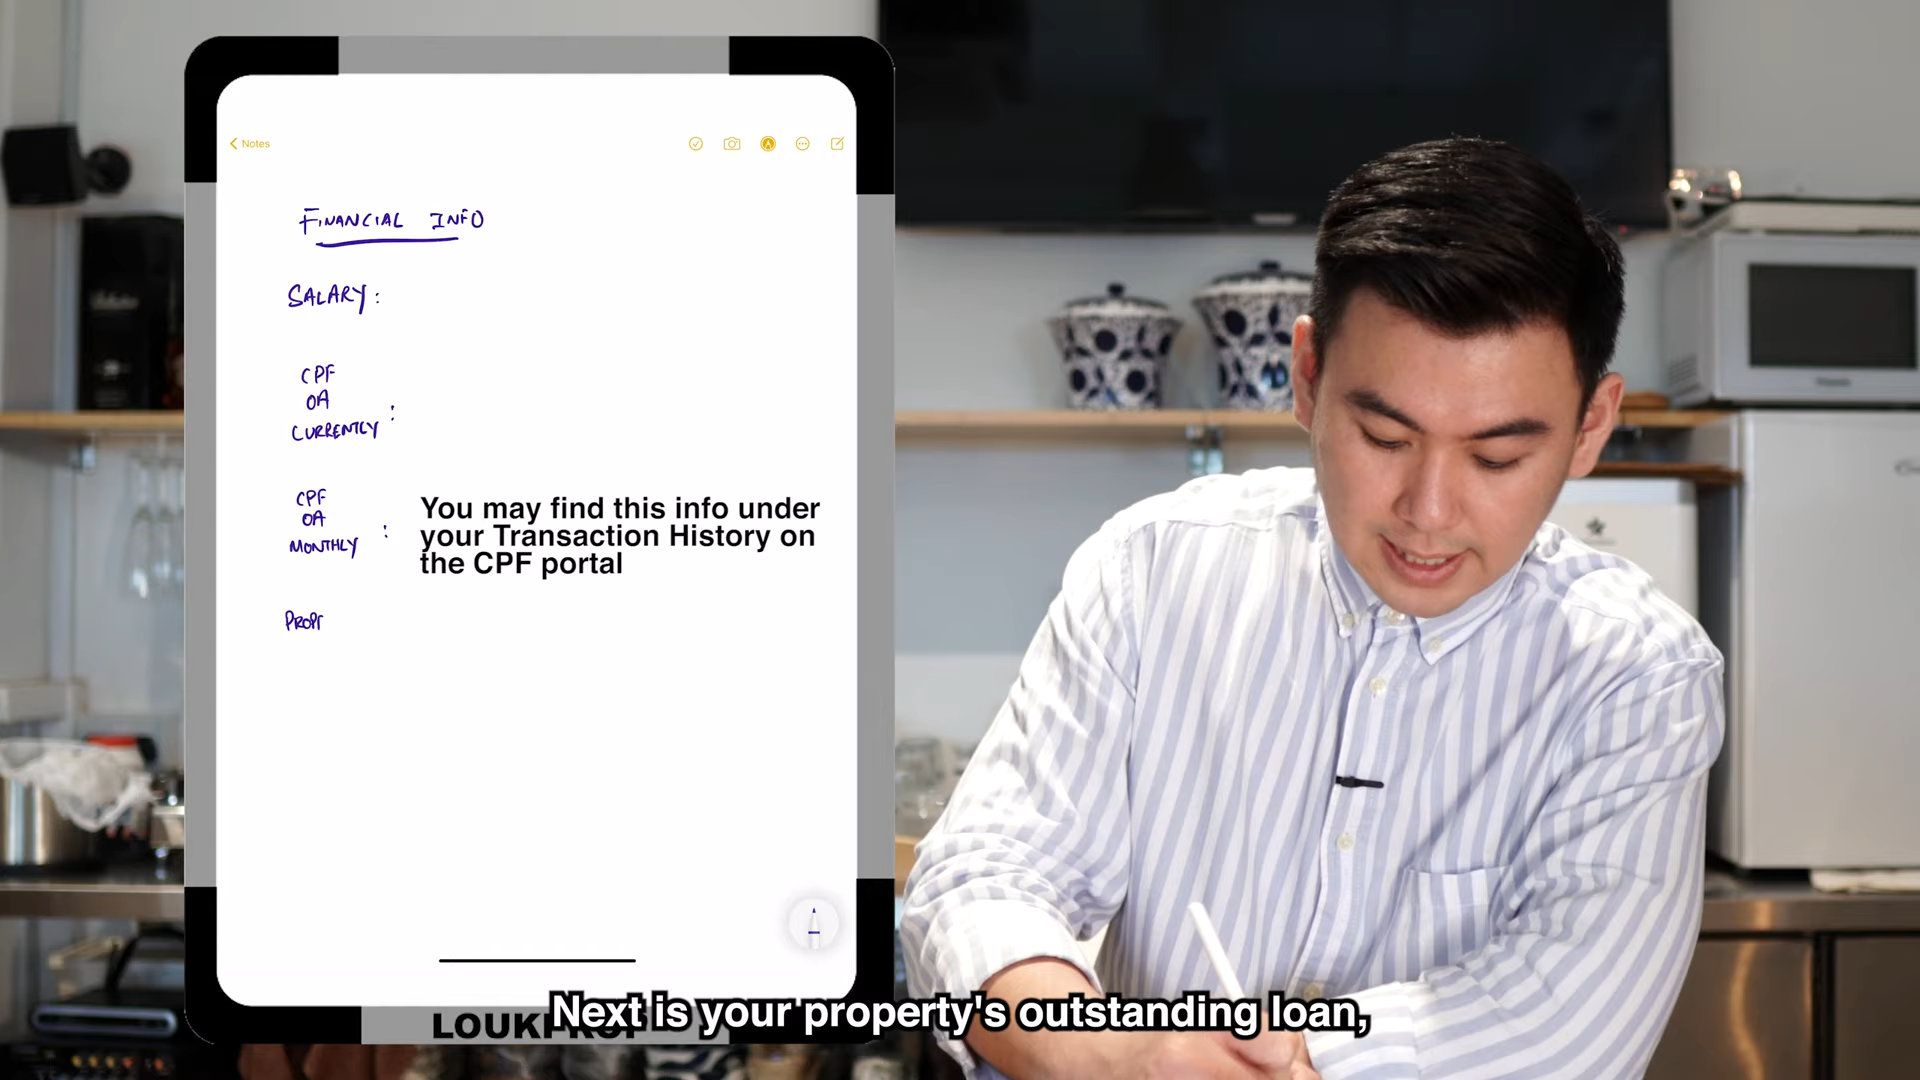 Notes
FINANCIAL INFO
SALARY:
CPF
OA
CURRENTLY :
CPF
OA
MONTHLY :
You may find this info under
your Transaction History on
the CPF portal
PROPE
Next is your property's outstanding loan,